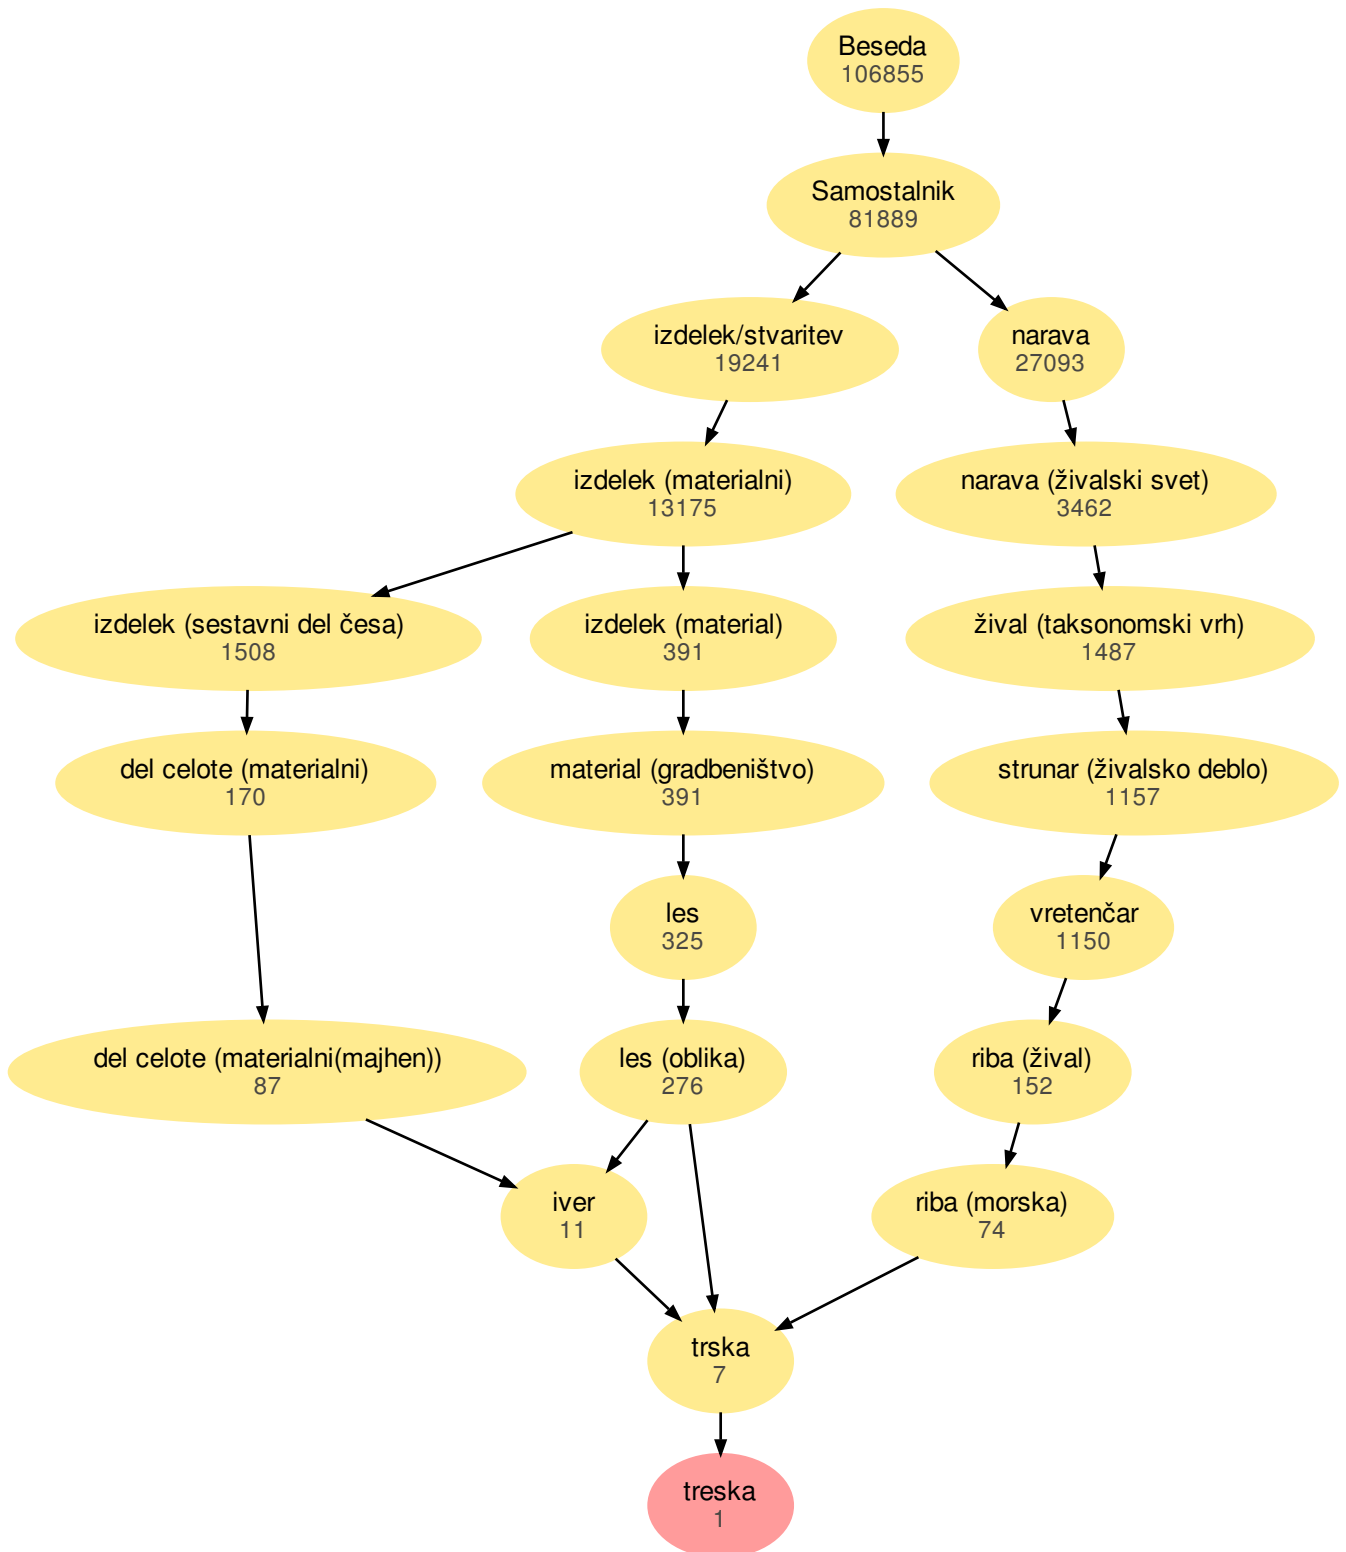 Beseda
106855
Samostalnik
81889
izdelek/stvaritev
19241
narava
27093
izdelek (materialni)
13175
narava (živalski svet)
3462
izdelek (sestavni del česa)
1508
izdelek (material)
391
žival (taksonomski vrh)
1487
del celote (materialni)
170
material (gradbeništvo)
391
strunar (živalsko deblo)
1157
les
325
vretenčar
1150
del celote (materialni(majhen))
87
les (oblika)
276
riba (žival)
152
iver
11
riba (morska)
74
trska
7
treska
1